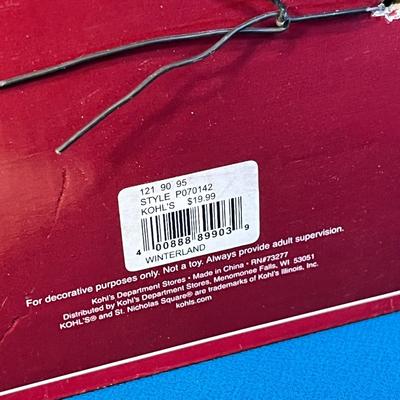 121 90 95
STYLE P070142
KOHL'S $19.99
4 00888 89903 9
WINTERLAND
For decorative purposes only. Not a toy. Always provide adult supervision.
Kohl's Department Stores • Made in China • RN#73277
Distributed by Kohl's Department Stores, Menomonee Falls, WI 53051
KOHL'S® and St. Nicholas Square® are trademarks of Kohl's Illinois, Inc.
kohls.com